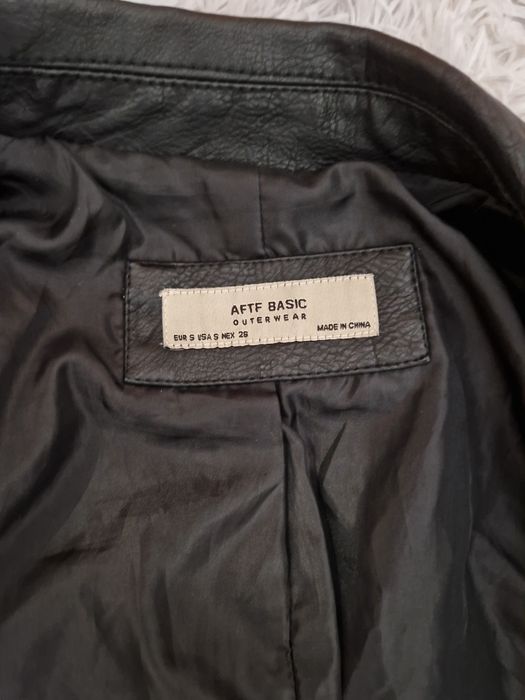 AFTF BASIC
OUTERWEAR
EUR S USA S MEX 26 MADE IN CHINA